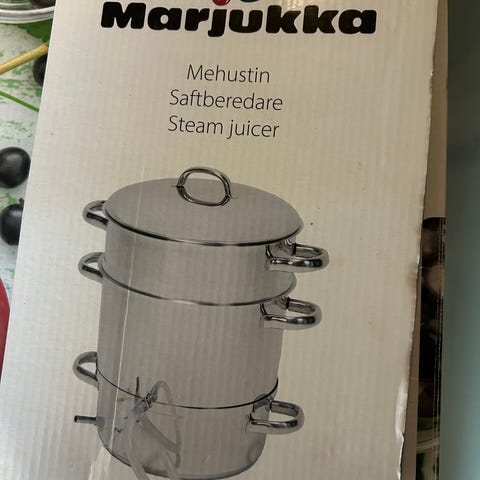 Marjukka
Mehustin
Saftberedare
Steam juicer